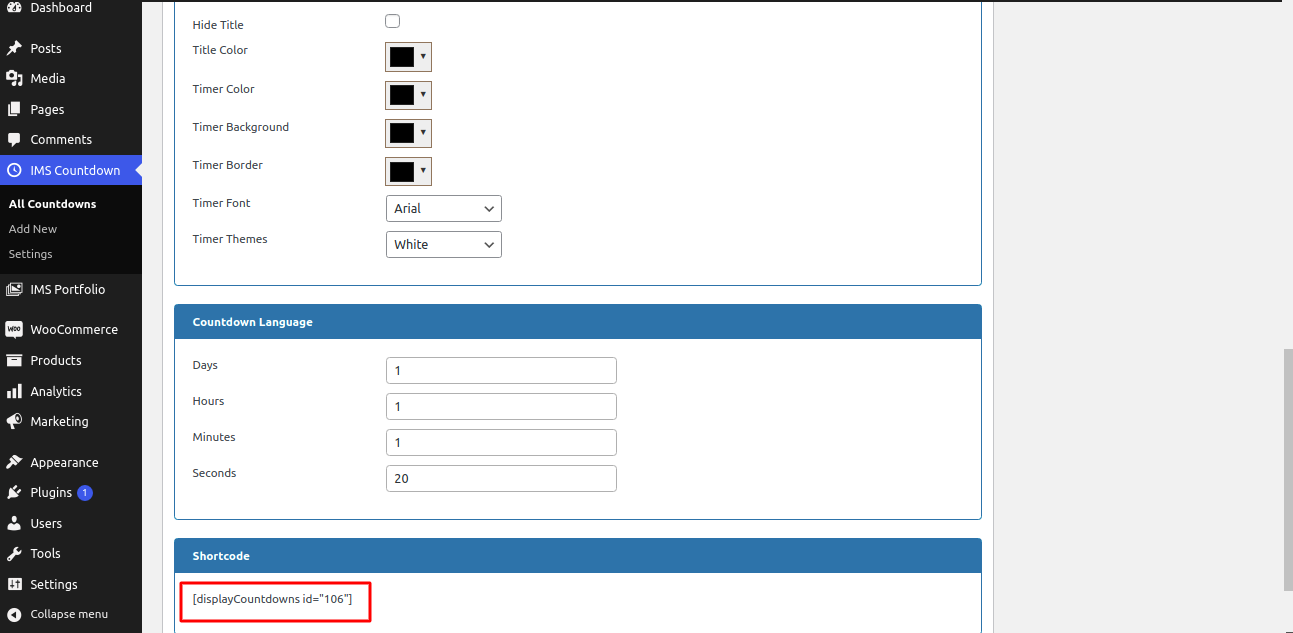 Dashboard
Posts
Media
Pages
Comments
IMS Countdown
All Countdowns
Add New
Settings
IMS Portfolio
WOO WooCommerce
Products
Analytics
Marketing
Appearance
Plugins 1
Users
Tools
Settings
Collapse menu
Hide Title
Title Color
Timer Color
Timer Background
Timer Border
Timer Font Arial
Timer Themes White
Countdown Language
Days 1
Hours 1
Minutes 1
Seconds 20
Shortcode
[displayCountdowns id="106"]